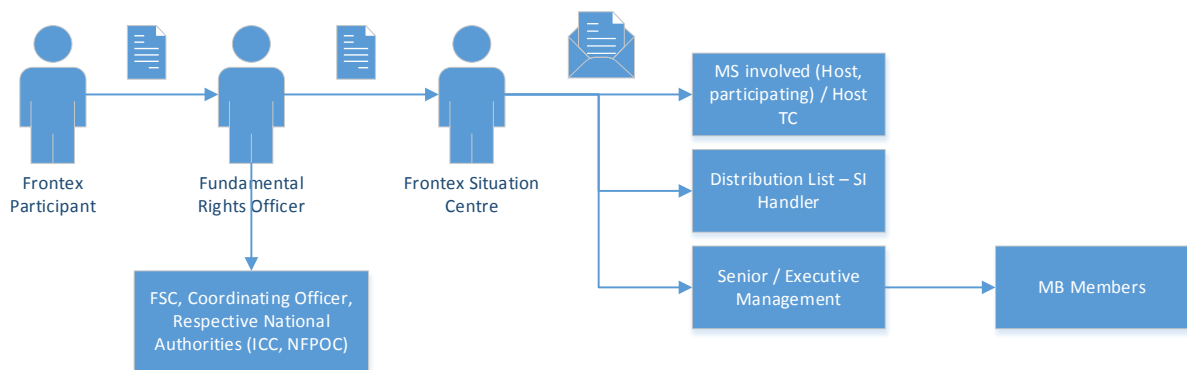 Frontex
Participant
Fundamental
Rights Officer
Frontex Situation
Centre
MS involved (Host,
participating) / Host
TC
Distribution List – SI
Handler
Senior / Executive
Management
MB Members
FSC, Coordinating Officer,
Respective National
Authorities (ICC, NFPOC)